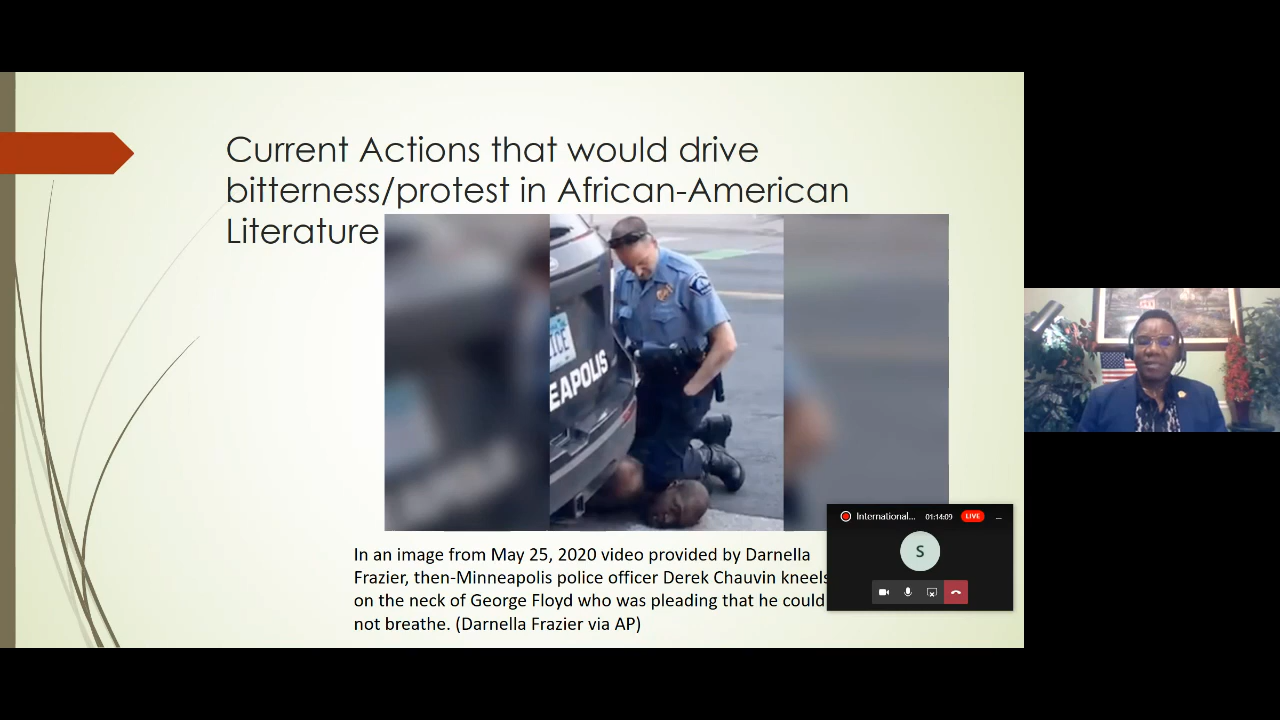 Current Actions that would drive
bitterness/protest in African-American
Literature
ICE
EAPOLIS
In an image from May 25, 2020 video provided by Darnella
Frazier, then-Minneapolis police officer Derek Chauvin kneels
on the neck of George Floyd who was pleading that he could
not breathe. (Darnella Frazier via AP)
International... 01:14:09 LIVE
S